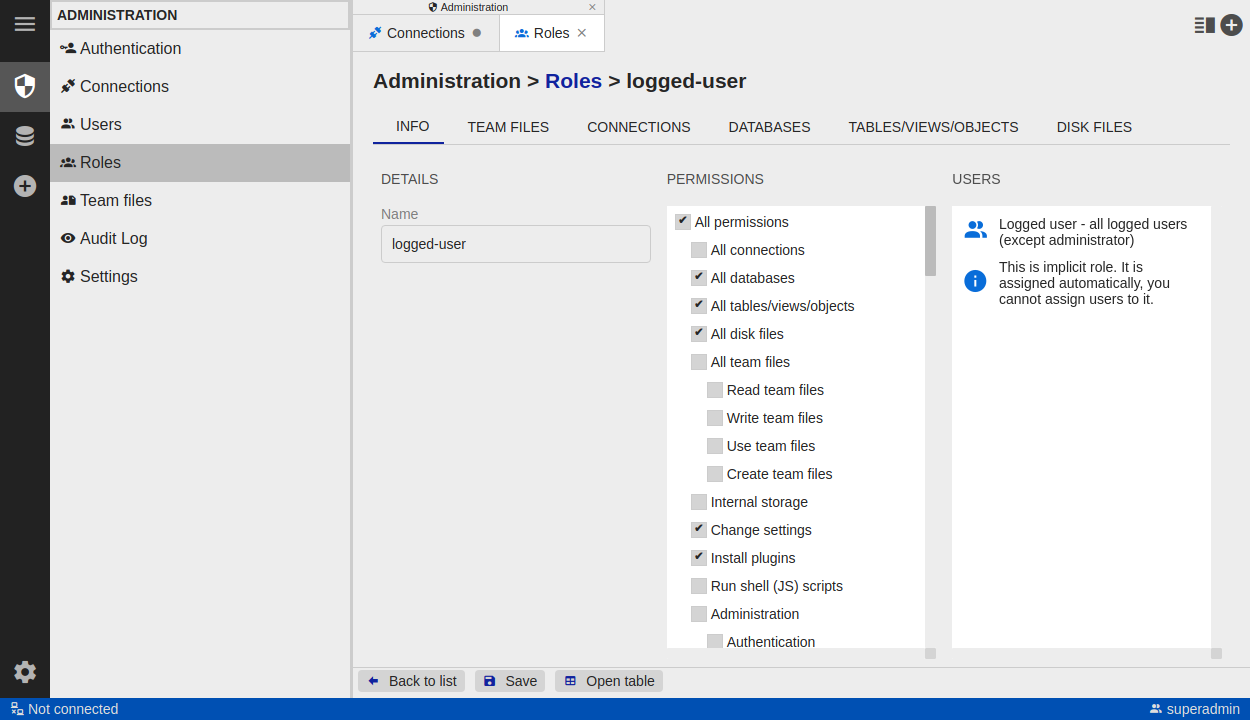 ADMINISTRATION
Authentication
Connections
Users
Roles
Team files
Audit Log
Settings
Administration
Connections
Roles
Administration > Roles > logged-user
INFO
TEAM FILES
CONNECTIONS
DATABASES
TABLES/VIEWS/OBJECTS
DISK FILES
DETAILS
Name
logged-user
PERMISSIONS
All permissions
All connections
All databases
All tables/views/objects
All disk files
All team files
Read team files
Write team files
Use team files
Create team files
Internal storage
Change settings
Install plugins
Run shell (JS) scripts
Administration
Authentication
USERS
Logged user - all logged users
(except administrator)
This is implicit role. It is
assigned automatically, you
cannot assign users to it.
Back to list
Save
Open table
Not connected
superadmin